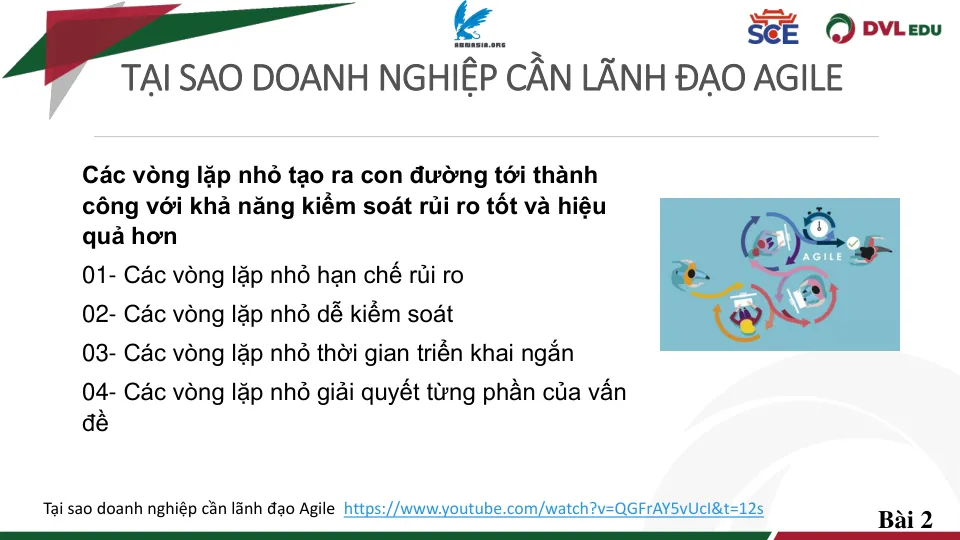 ABNASIA.ORG
SCE
DVL EDU
TẠI SAO DOANH NGHIỆP CẦN LÃNH ĐẠO AGILE
Các vòng lặp nhỏ tạo ra con đường tới thành
công với khả năng kiểm soát rủi ro tốt và hiệu
quả hơn
01- Các vòng lặp nhỏ hạn chế rủi ro
02- Các vòng lặp nhỏ dễ kiểm soát
03- Các vòng lặp nhỏ thời gian triển khai ngắn
04- Các vòng lặp nhỏ giải quyết từng phần của vấn
đề
AGILE
Tại sao doanh nghiệp cần lãnh đạo Agile https://www.youtube.com/watch?v=QGFrAY5vUcI&t=12s
Bài 2